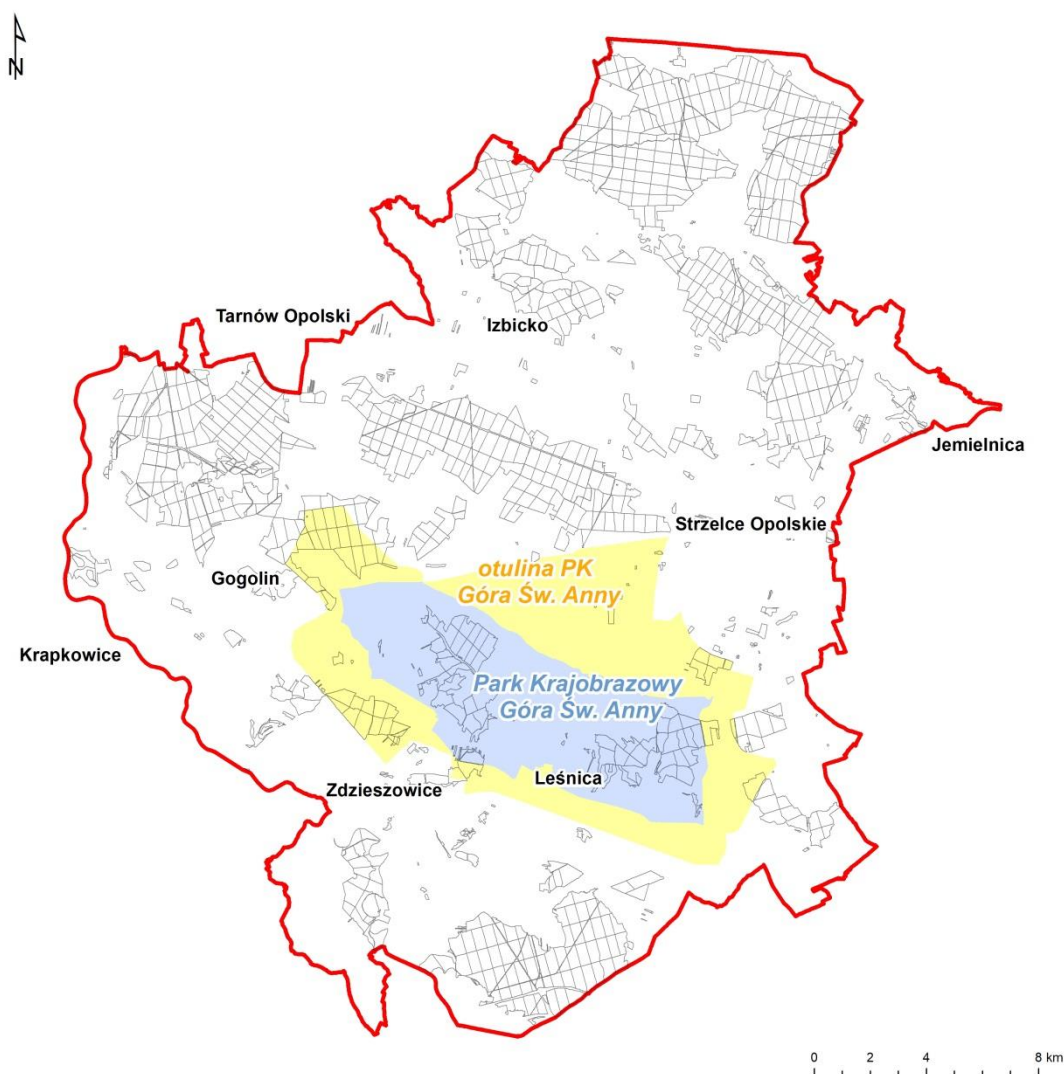 N
Tarnów Opolski
Izbicko
Jemielnica
Strzelce Opolskie
otulina PK
Góra Św. Anny
Gogolin
Krapkowice
Park Krajobrazowy
Góra Św. Anny
Leśnica
Zdzieszowice
0 2 4 8 km